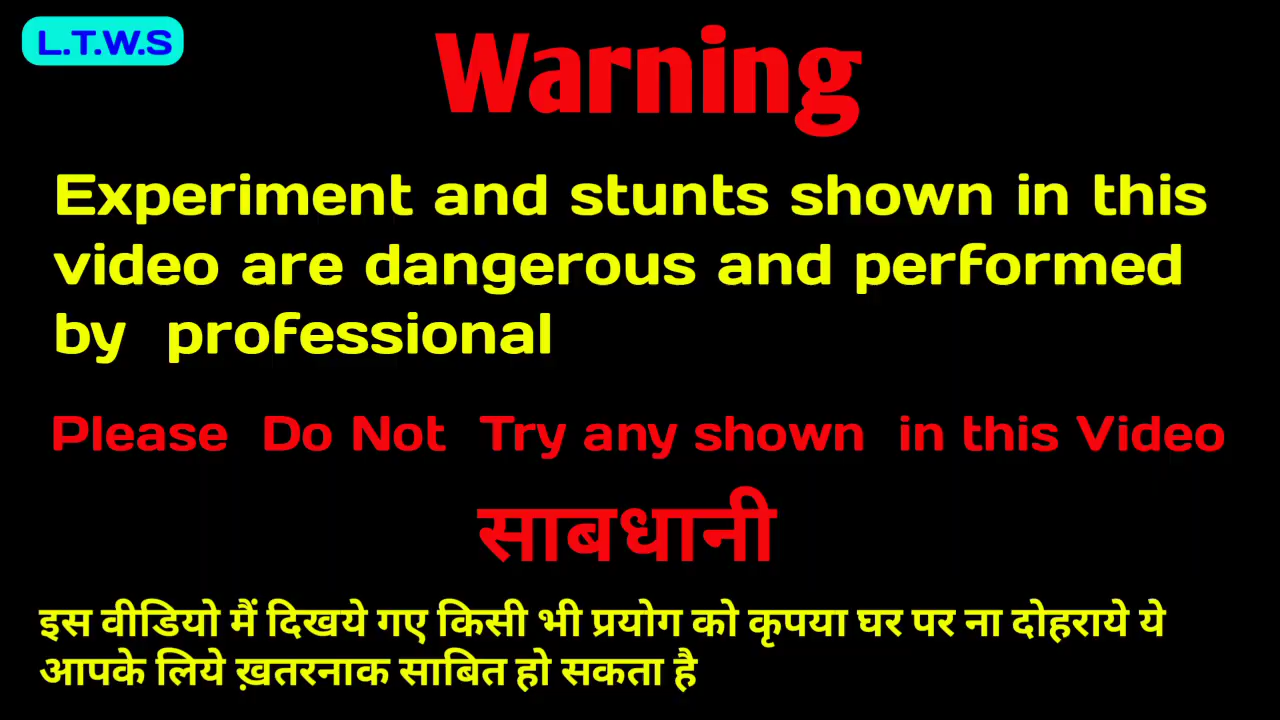 L.T.W.S
Warning
Experiment and stunts shown in this
video are dangerous and performed
by professional
Please Do Not Try any shown in this Video
साबधानी
इस वीडियो मैं दिखये गए किसी भी प्रयोग को कृपया घर पर ना दोहराये ये
आपके लिये ख़तरनाक साबित हो सकता है